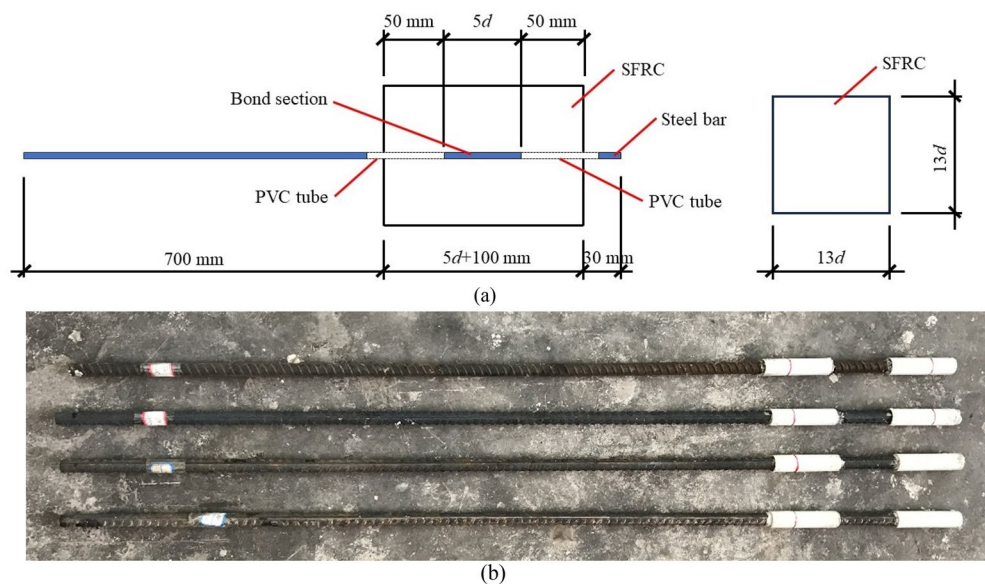 50 mm 5d 50 mm
SFRC
SFRC
Bond section
Steel bar
13d
PVC tube
PVC tube
700 mm
5d+100 mm
30 mm
13d
(a)
(b)